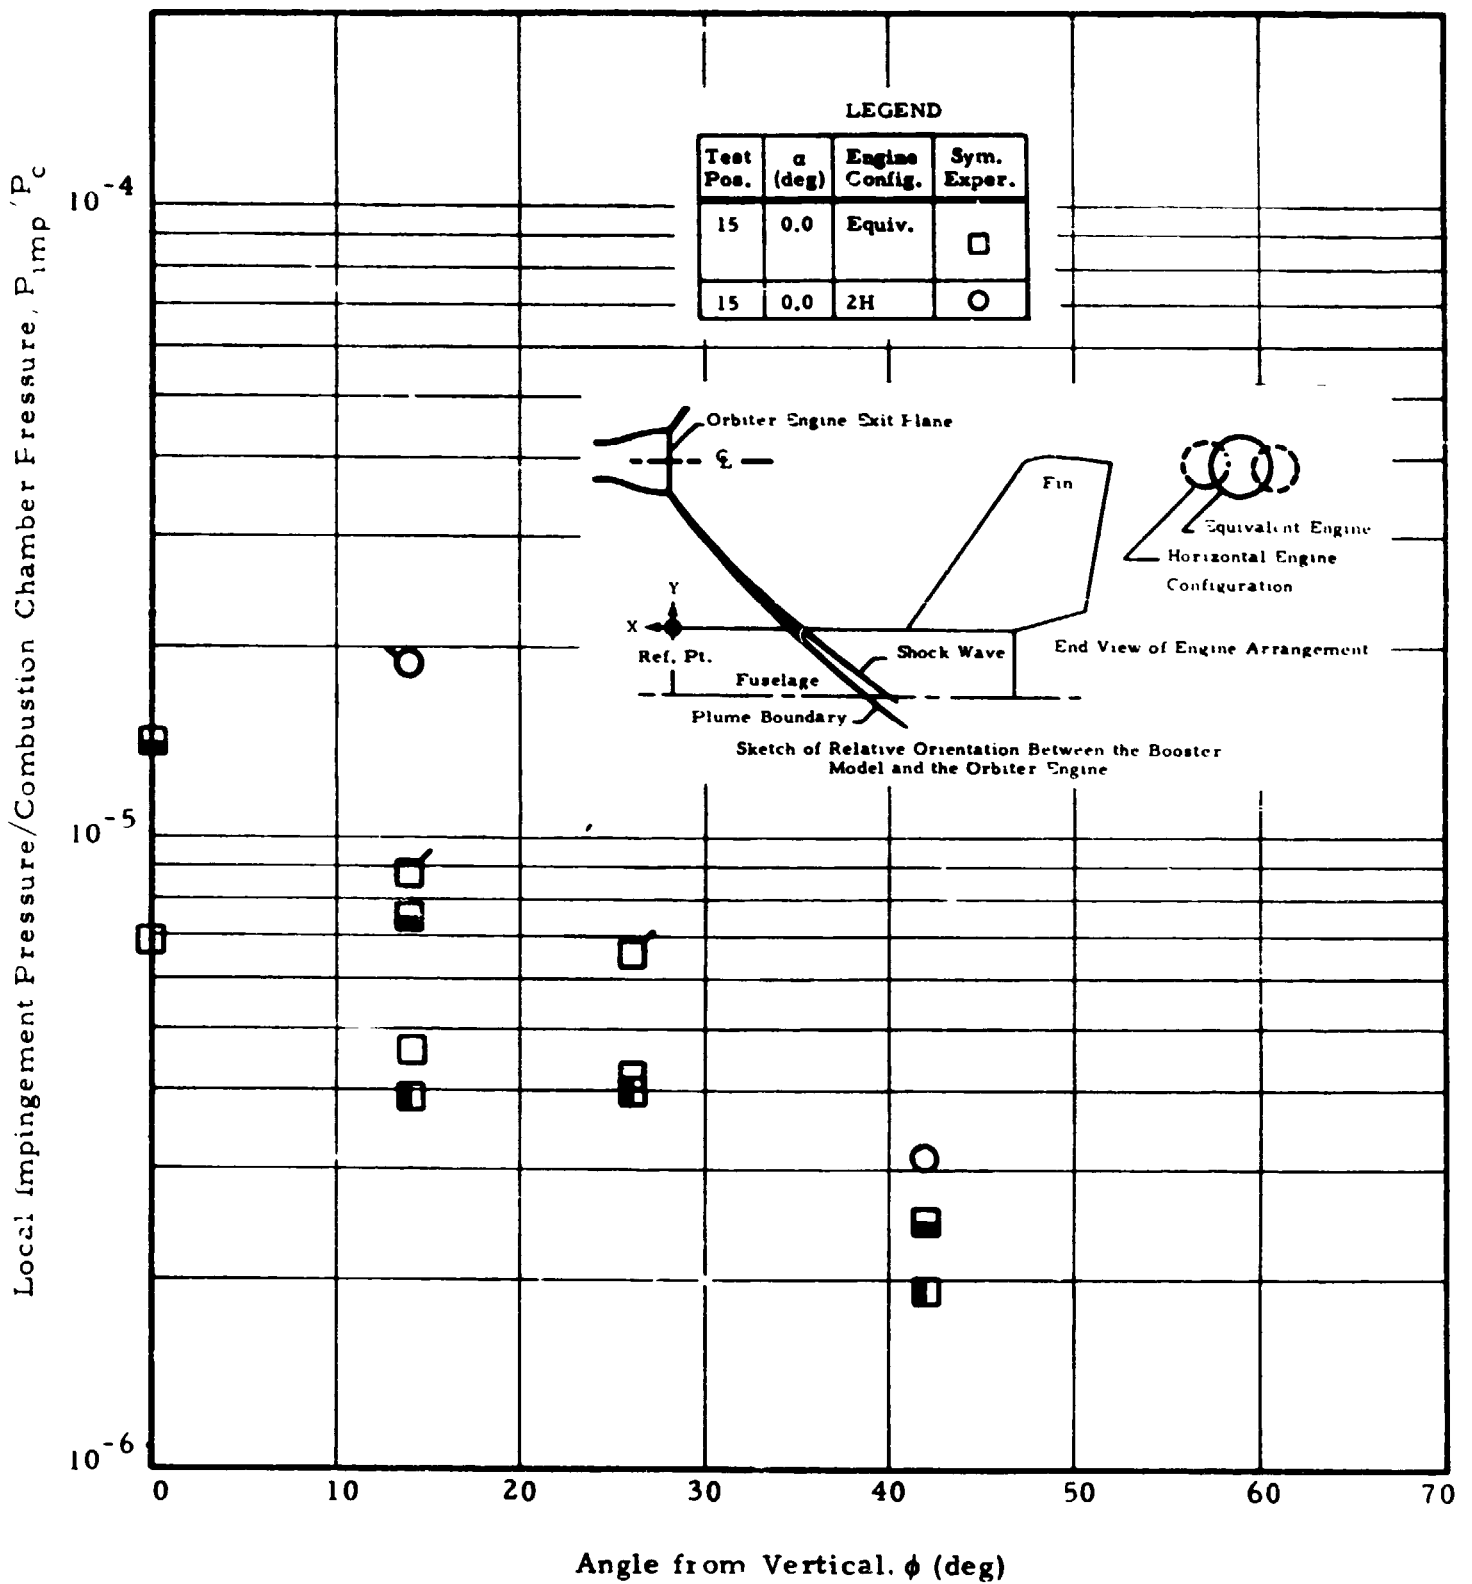 LEGEND
Test Pos. α (deg) Engine Config. Sym. Exper.
15 0.0 Equiv.
15 0.0 2H
Local Impingement Pressure/Combustion Chamber Pressure, Pimp/Pc
10-4
10-5
10-6
Orbiter Engine Exit Plane
℄
Fin
Equivalent Engine
Horizontal Engine
Configuration
End View of Engine Arrangement
Y
X
Ref. Pt.
Shock Wave
Fuselage
Plume Boundary
Sketch of Relative Orientation Between the Booster
Model and the Orbiter Engine
0 10 20 30 40 50 60 70
Angle from Vertical. ϕ (deg)